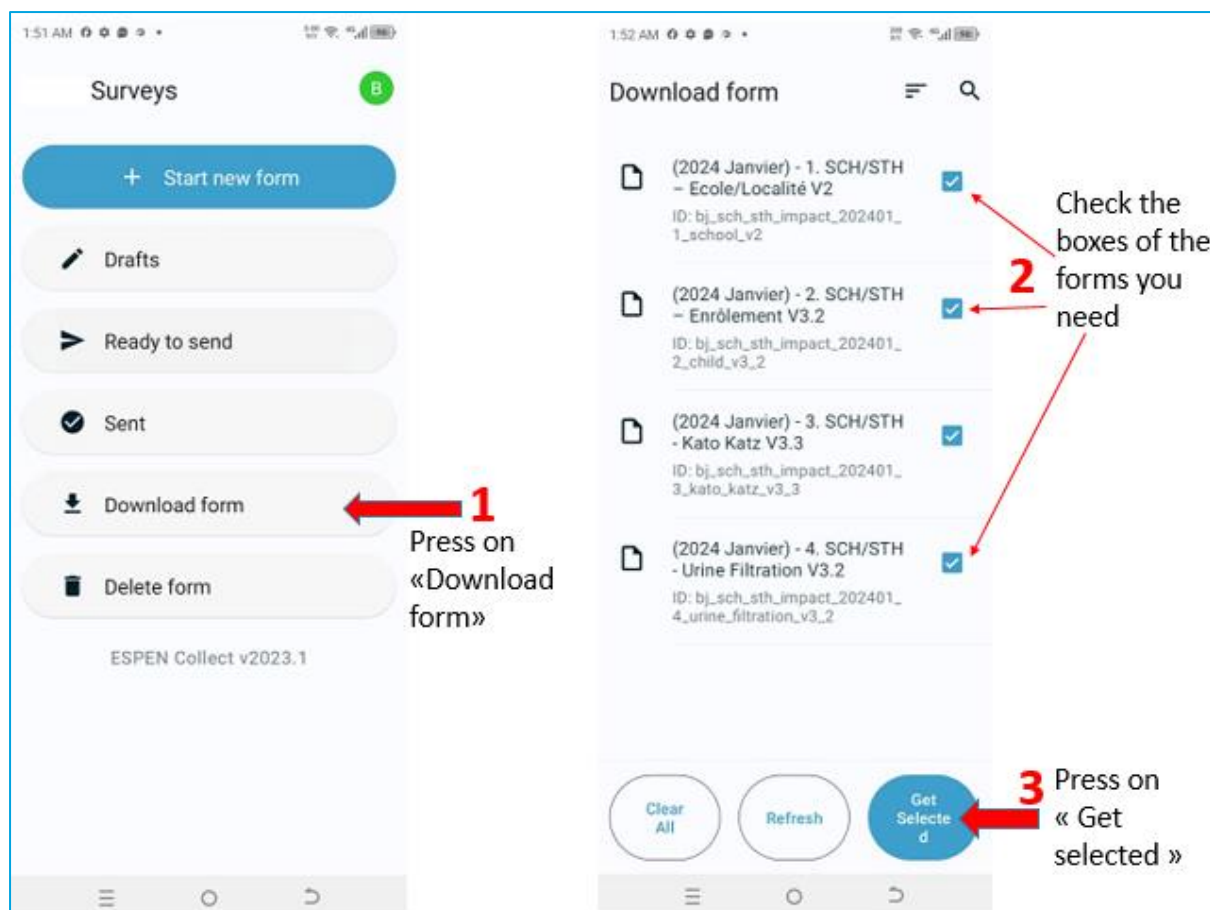 1:51 AM
Surveys
B
+ Start new form
Drafts
Ready to send
Sent
Download form
Delete form
ESPEN Collect v2023.1
1
Press on
«Download
form»
1:52 AM
Download form
(2024 Janvier) - 1. SCH/STH
– Ecole/Localité V2
ID: bj_sch_sth_impact_202401_
1_school_v2
(2024 Janvier) - 2. SCH/STH
– Enrôlement V3.2
ID: bj_sch_sth_impact_202401_
2_child_v3_2
(2024 Janvier) - 3. SCH/STH
- Kato Katz V3.3
ID: bj_sch_sth_impact_202401_
3_kato_katz_v3_3
(2024 Janvier) - 4. SCH/STH
- Urine Filtration V3.2
ID: bj_sch_sth_impact_202401_
4_urine_filtration_v3_2
2
Check the
boxes of the
forms you
need
Clear
All
Refresh
Get
Selecte
d
3
Press on
« Get
selected »